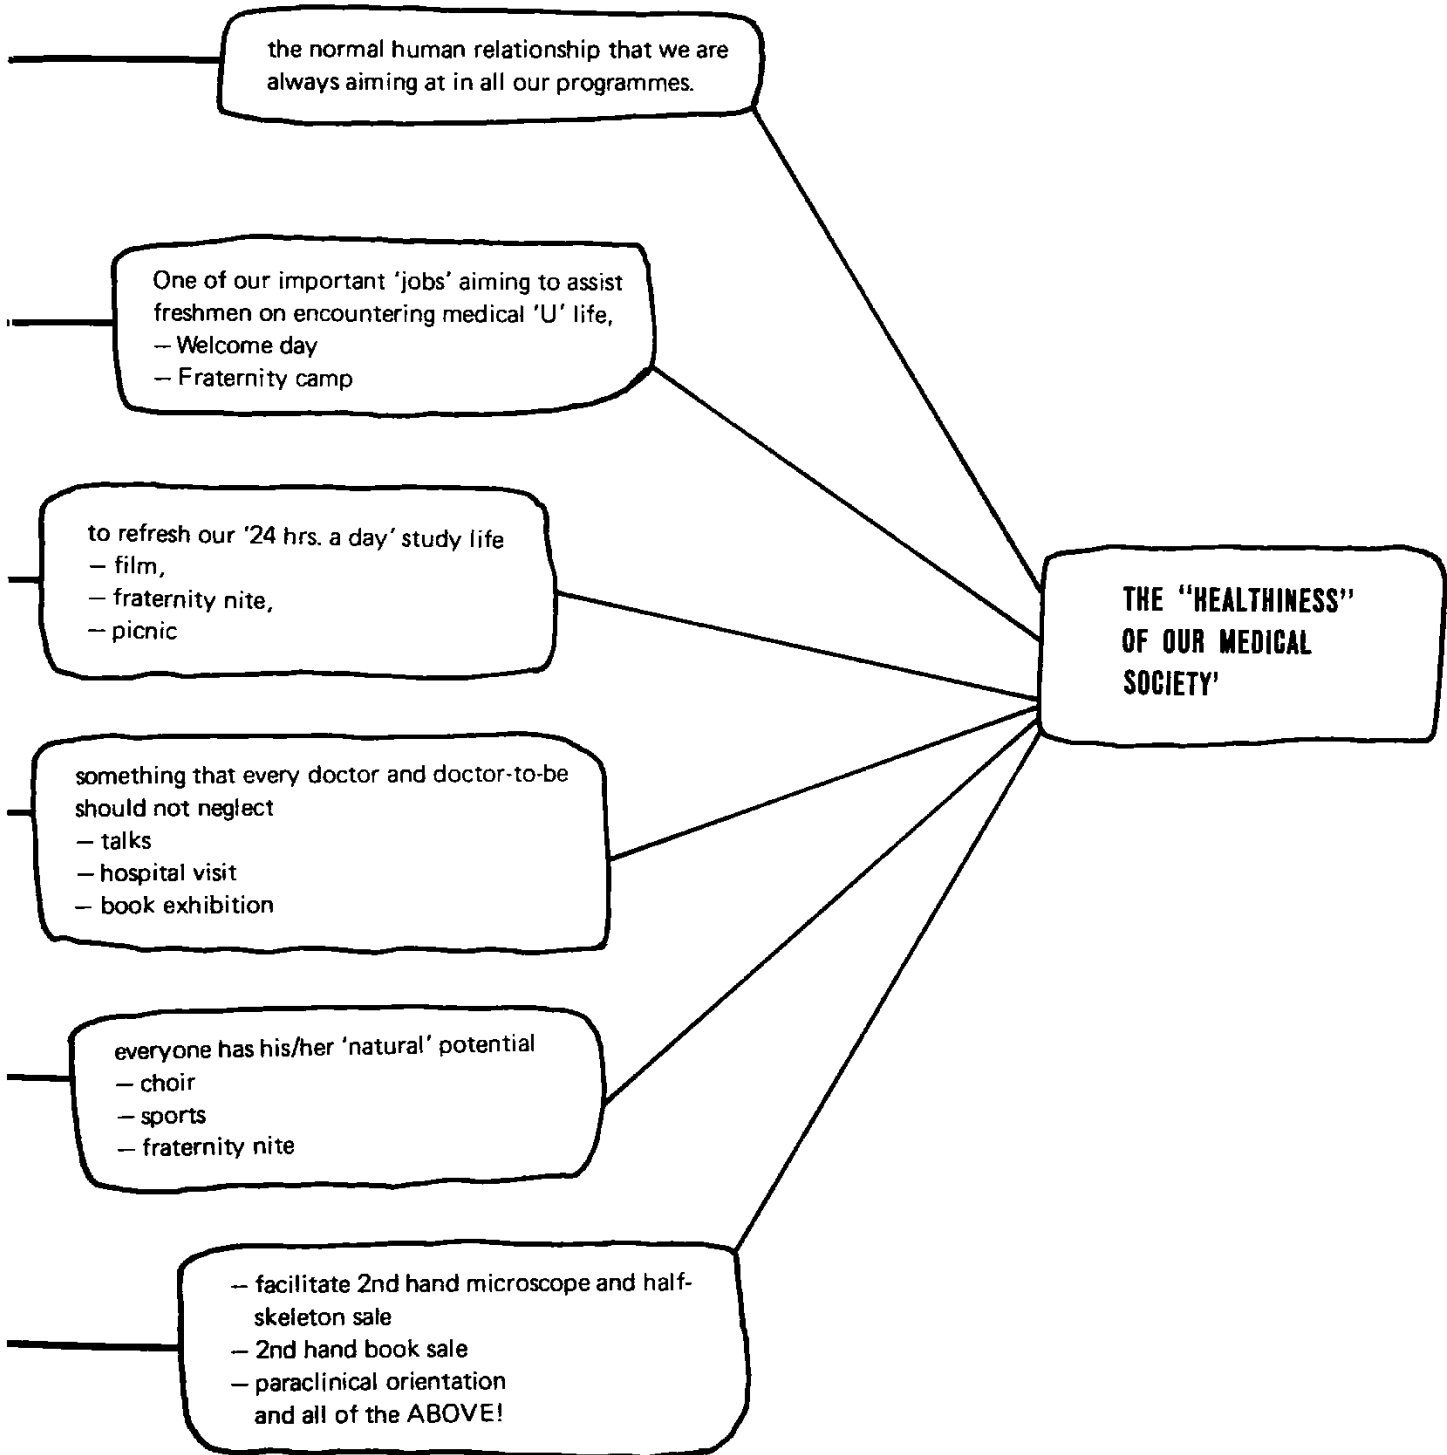 the normal human relationship that we are
always aiming at in all our programmes.
One of our important 'jobs' aiming to assist
freshmen on encountering medical 'U' life,
— Welcome day
— Fraternity camp
to refresh our '24 hrs. a day' study life
— film,
— fraternity nite,
— picnic
THE "HEALTHINESS"
OF OUR MEDICAL
SOCIETY'
something that every doctor and doctor-to-be
should not neglect
— talks
— hospital visit
— book exhibition
everyone has his/her 'natural' potential
— choir
— sports
— fraternity nite
— facilitate 2nd hand microscope and half-
skeleton sale
— 2nd hand book sale
— paraclinical orientation
and all of the ABOVE!